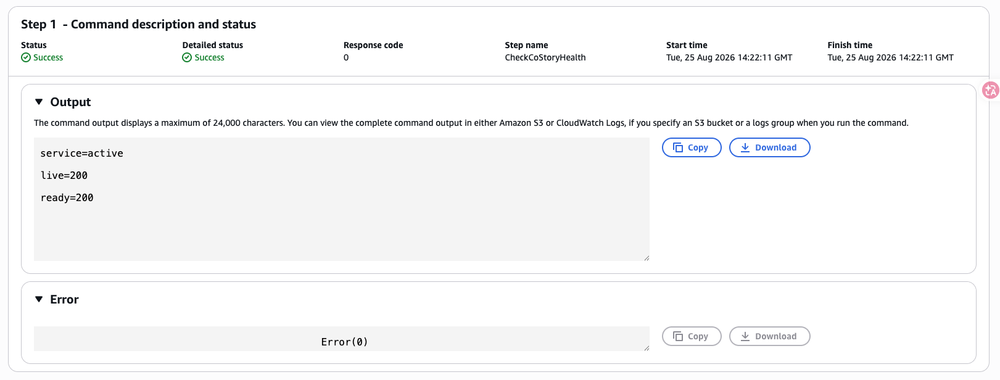 Step 1 - Command description and status
Status
Success
Detailed status
Success
Response code
0
Step name
CheckCoStoryHealth
Start time
Tue, 25 Aug 2026 14:22:11 GMT
Finish time
Tue, 25 Aug 2026 14:22:11 GMT
Output
The command output displays a maximum of 24,000 characters. You can view the complete command output in either Amazon S3 or CloudWatch Logs, if you specify an S3 bucket or a logs group when you run the command.
service=active
live=200
ready=200
Copy
Download
Error
Error(0)
Copy
Download